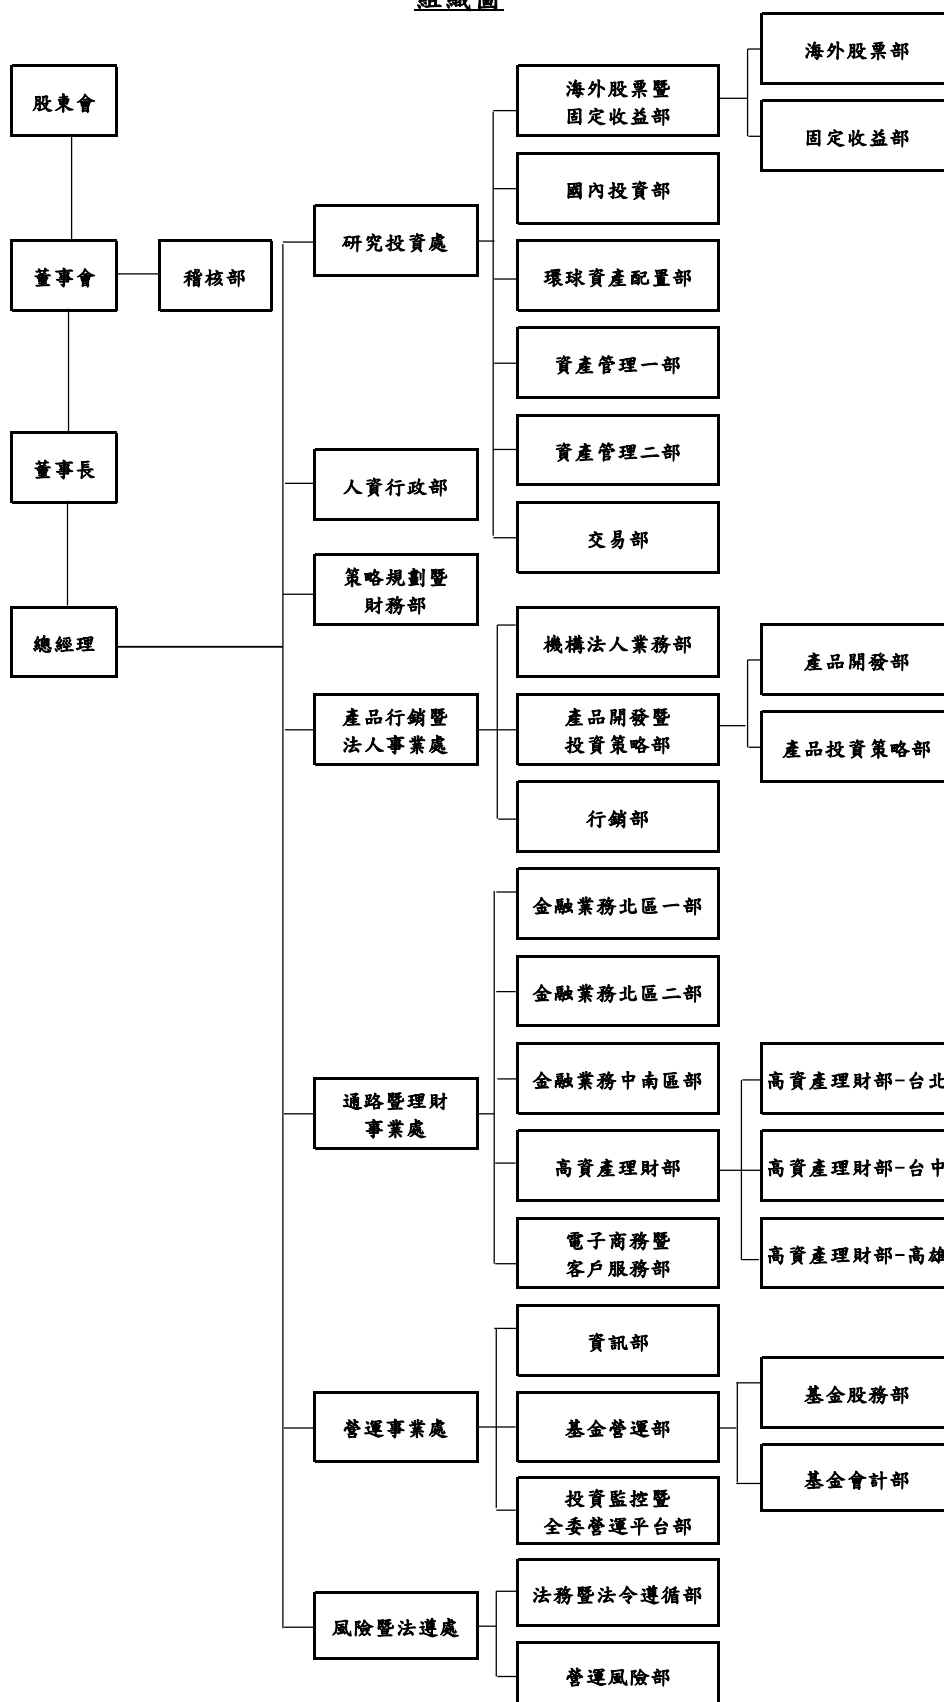 組織圖
股東會
董事會
稽核部
董事長
總經理
研究投資處
海外股票暨
固定收益部
海外股票部
固定收益部
國內投資部
環球資產配置部
資產管理一部
資產管理二部
交易部
人資行政部
策略規劃暨
財務部
產品行銷暨
法人事業處
機構法人業務部
產品開發暨
投資策略部
產品開發部
產品投資策略部
行銷部
通路暨理財
事業處
金融業務北區一部
金融業務北區二部
金融業務中南區部
高資產理財部
高資產理財部-台北
高資產理財部-台中
高資產理財部-高雄
電子商務暨
客戶服務部
營運事業處
資訊部
基金營運部
基金股務部
基金會計部
投資監控暨
全委營運平台部
風險暨法遵處
法務暨法令遵循部
營運風險部